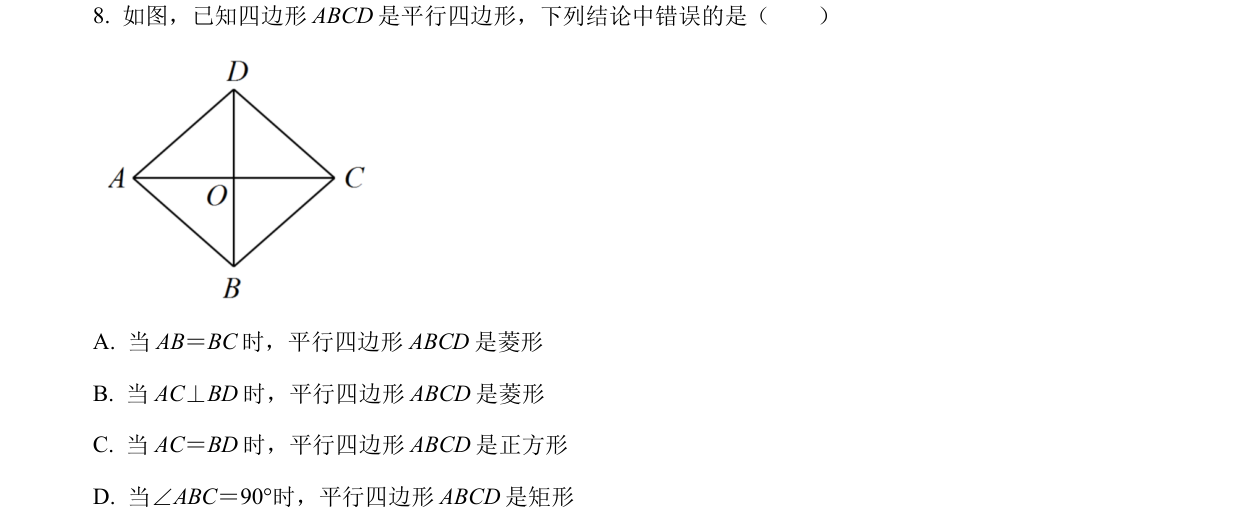 8. 如图，已知四边形 ABCD 是平行四边形，下列结论中错误的是（  ）
D
A
C
O
B
A. 当 AB＝BC 时，平行四边形 ABCD 是菱形
B. 当 AC⊥BD 时，平行四边形 ABCD 是菱形
C. 当 AC＝BD 时，平行四边形 ABCD 是正方形
D. 当∠ABC＝90°时，平行四边形 ABCD 是矩形